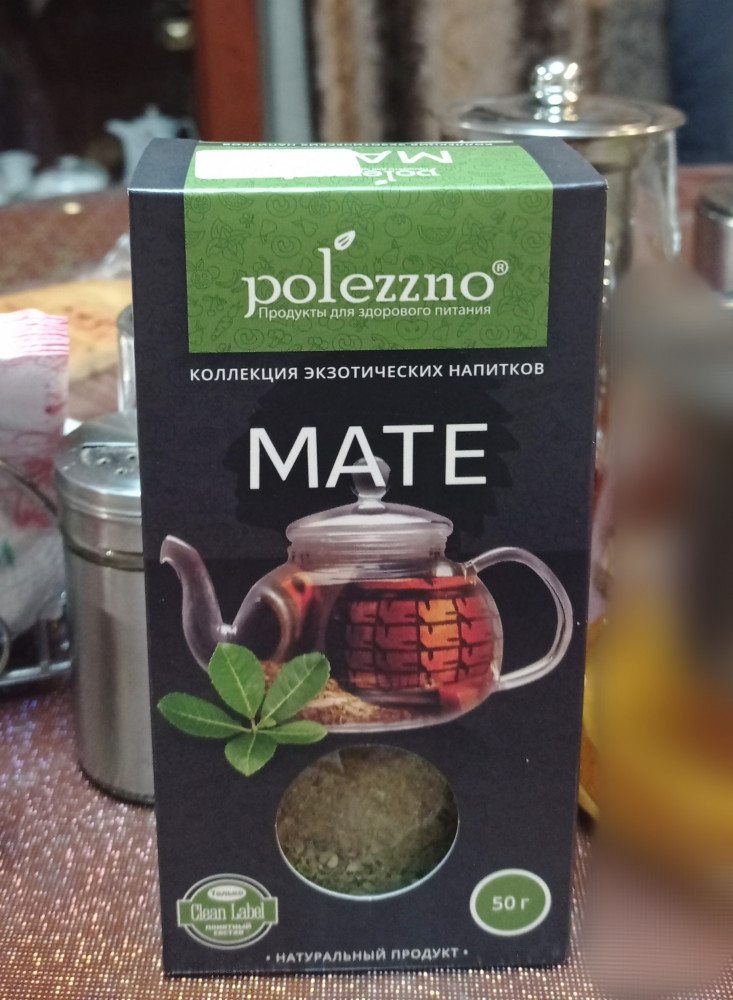 polezzno®
Продукты для здорового питания
КОЛЛЕКЦИЯ ЭКЗОТИЧЕСКИХ НАПИТКОВ
МАТЕ
Только
Clean Label
понятный
состав
50 г
• НАТУРАЛЬНЫЙ ПРОДУКТ •